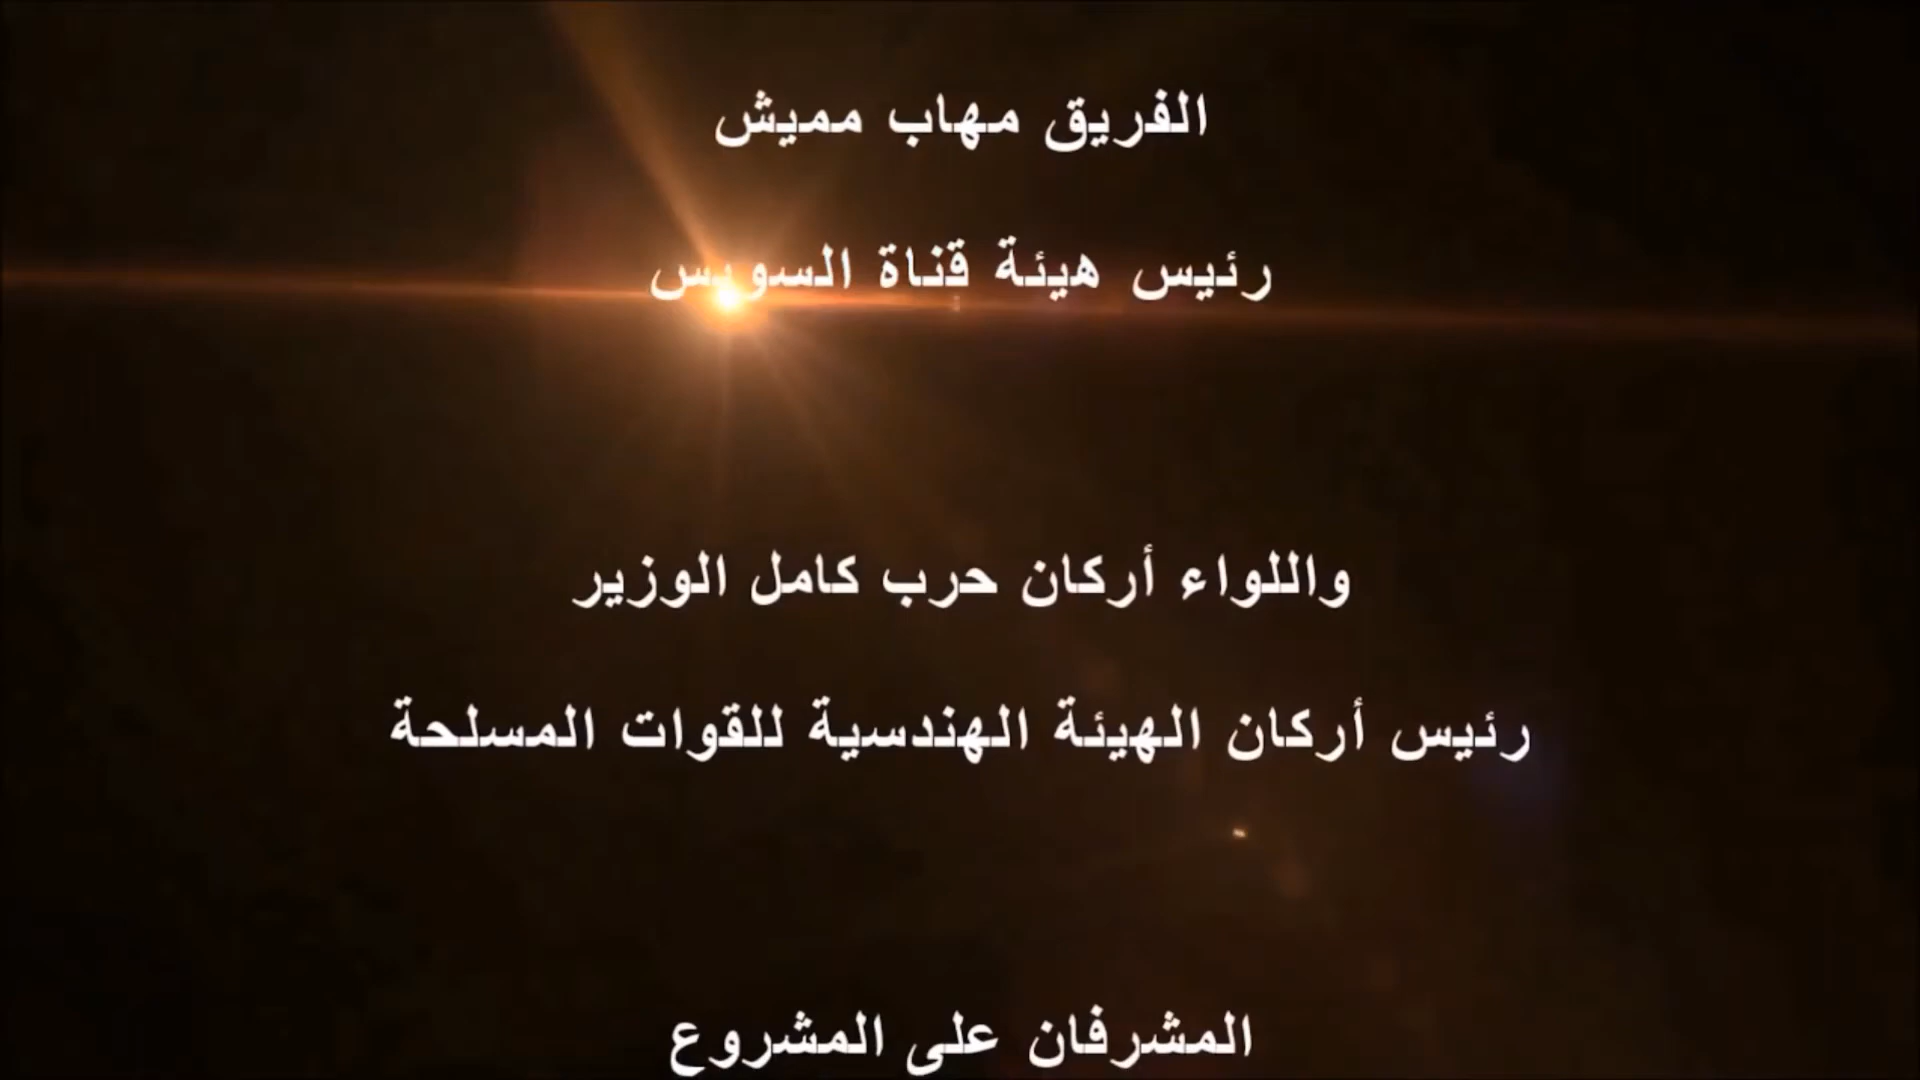 الفريق مهاب مميش
رئيس هيئة قناة السويس
واللواء أركان حرب كامل الوزير
رئيس أركان الهيئة الهندسية للقوات المسلحة
المشرفان على المشروع